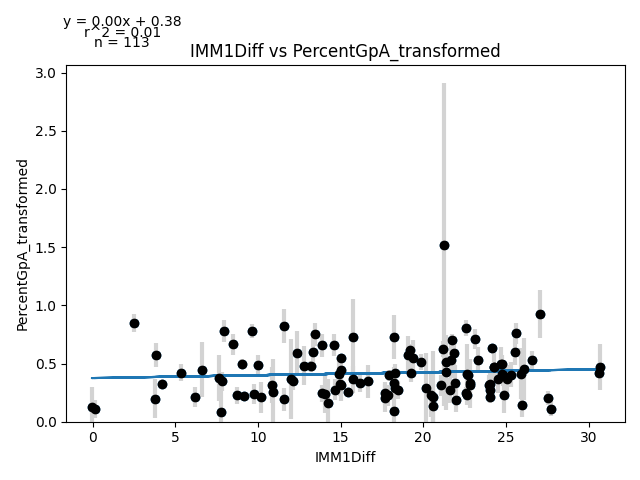 y = 0.00x + 0.38
r^2 = 0.01
n = 113
IMM1Diff vs PercentGpA_transformed
3.0
2.5
2.0
1.5
1.0
0.5
0.0
PercentGpA_transformed
0 5 10 15 20 25 30
IMM1Diff